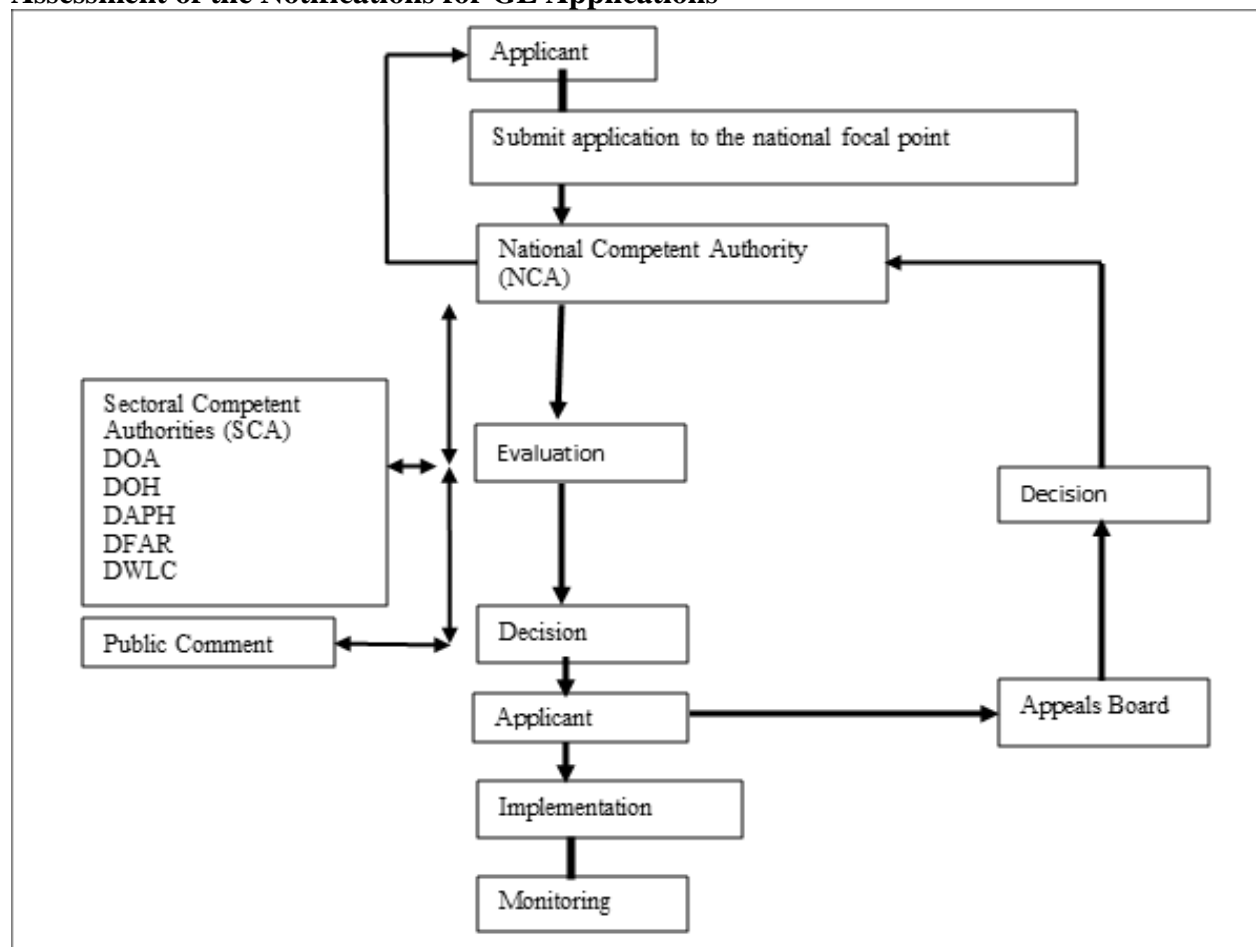 Assessment of the Notifications for GE Applications
Applicant
Submit application to the national focal point
National Competent Authority
(NCA)
Sectoral Competent
Authorities (SCA)
DOA
DOH
DAPH
DFAR
DWLC
Evaluation
Decision
Public Comment
Decision
Applicant
Appeals Board
Implementation
Monitoring